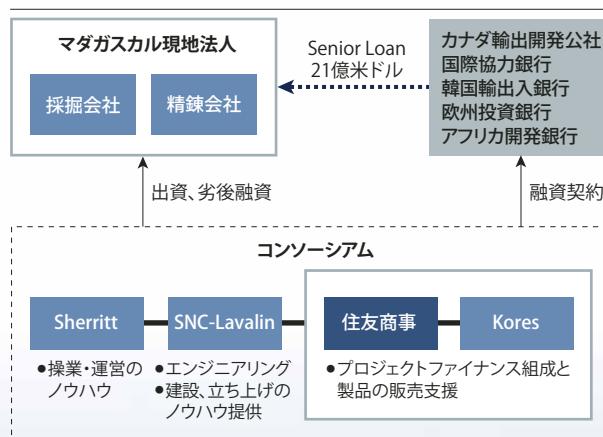 マダガスカル現地法人
採掘会社
精錬会社
Senior Loan
21億米ドル
カナダ輸出開発公社
国際協力銀行
韓国輸出入銀行
欧州投資銀行
アフリカ開発銀行
出資、劣後融資
融資契約
コンソーシアム
Sherritt
SNC-Lavalin
住友商事
Kores
●操業・運営の
ノウハウ
●エンジニアリング
●建設、立ち上げの
ノウハウ提供
●プロジェクトファイナンス組成と
製品の販売支援